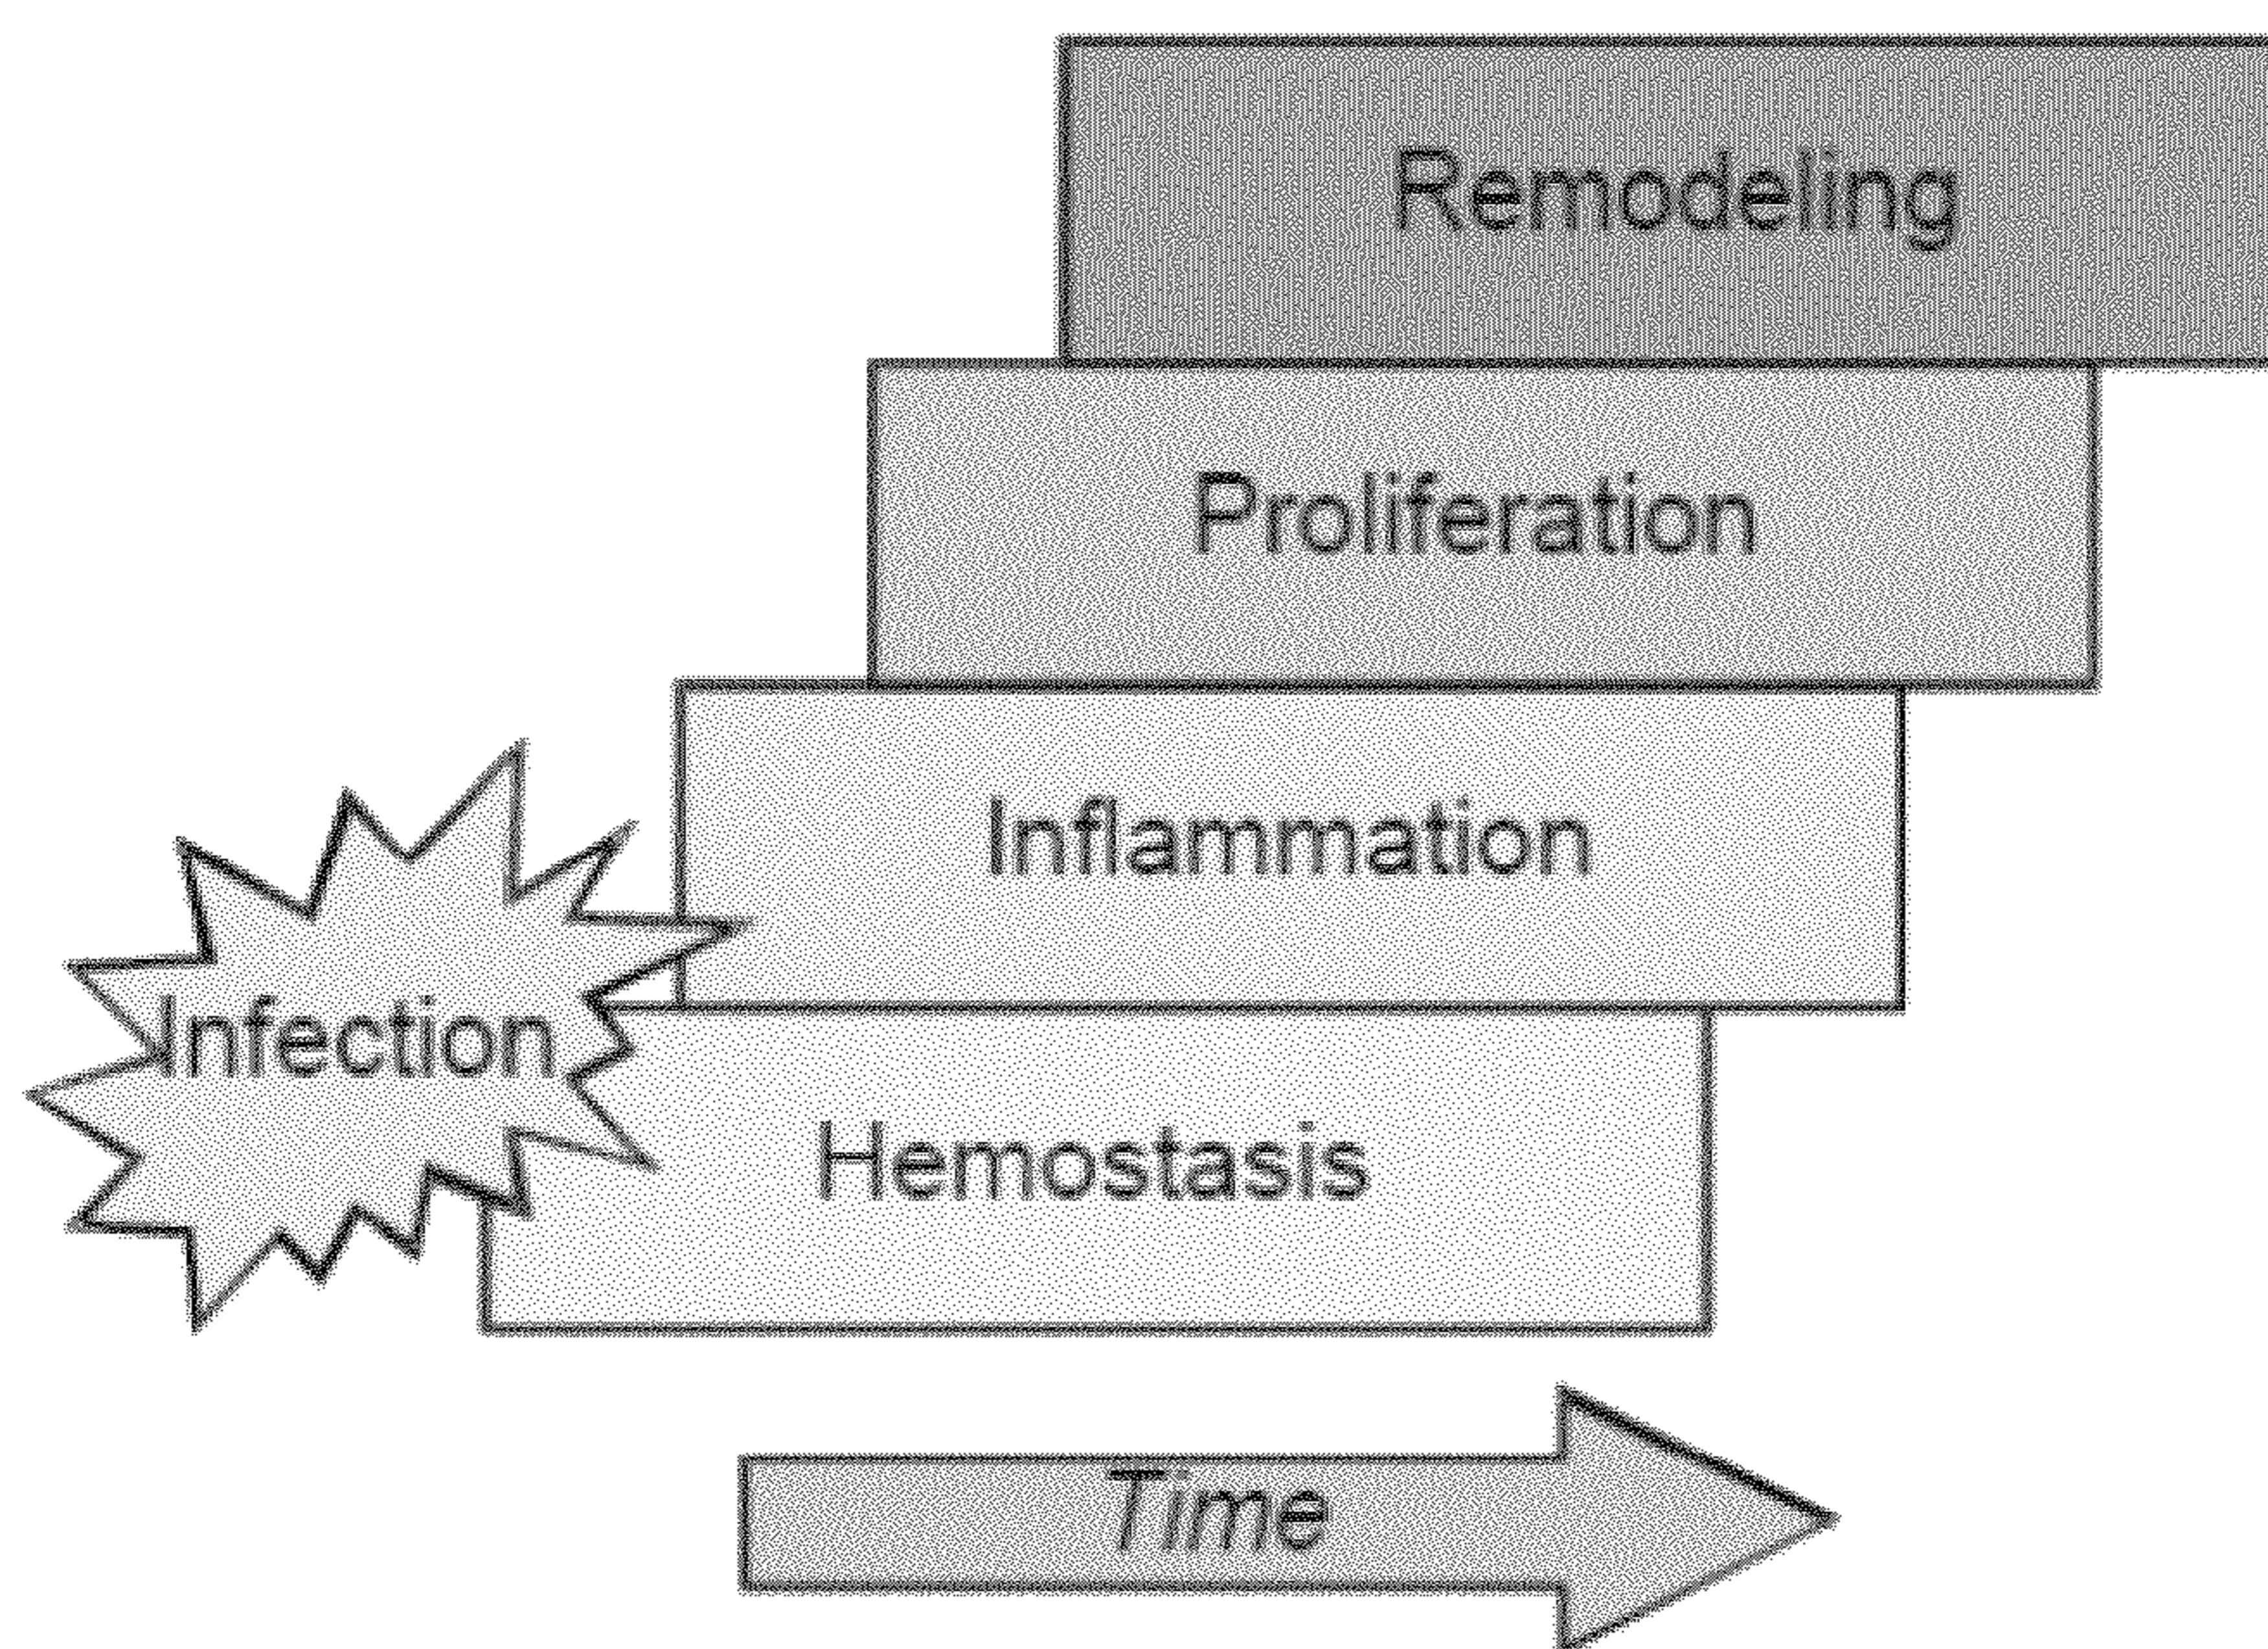 Remodeling
Proliferation
Inflammation
Infection
Hemostasis
Time